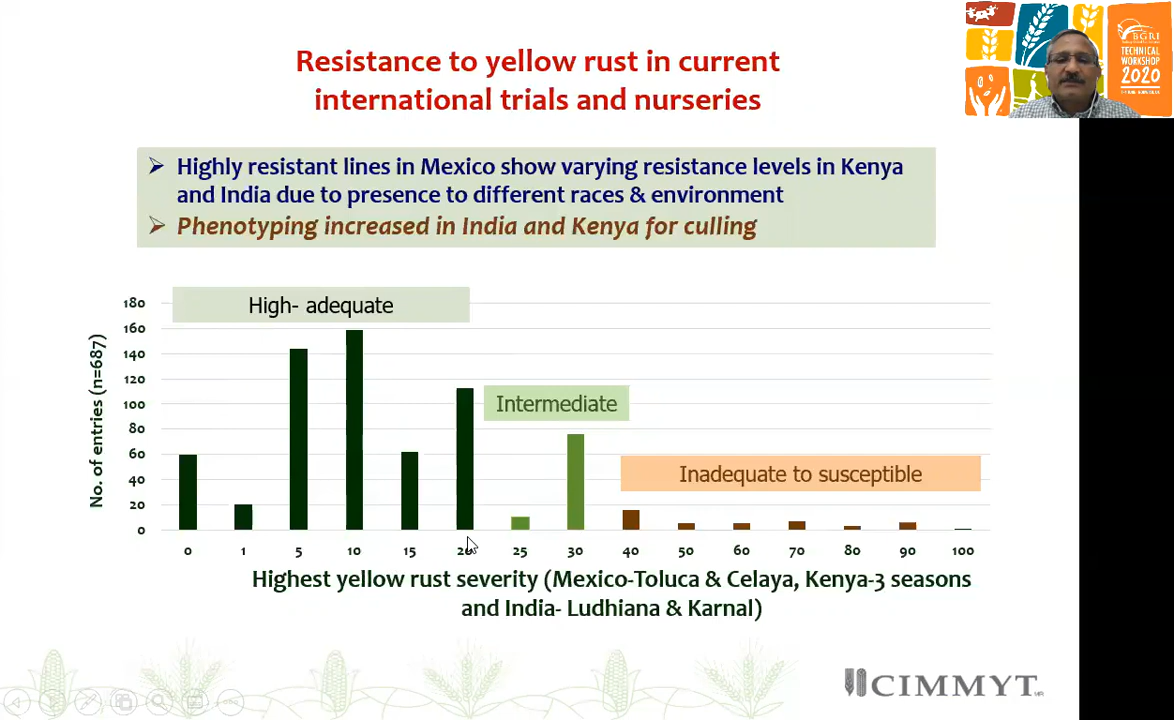 Resistance to yellow rust in current
international trials and nurseries
➢ Highly resistant lines in Mexico show varying resistance levels in Kenya
and India due to presence to different races & environment
➢ Phenotyping increased in India and Kenya for culling
BGRI
TECHNICAL
WORKSHOP
2020
No. of entries (n=687)
180
160
140
120
100
80
60
40
20
0
High- adequate
Intermediate
Inadequate to susceptible
0 1 5 10 15 20 25 30 40 50 60 70 80 90 100
Highest yellow rust severity (Mexico-Toluca & Celaya, Kenya-3 seasons
and India- Ludhiana & Karnal)
CIMMYT